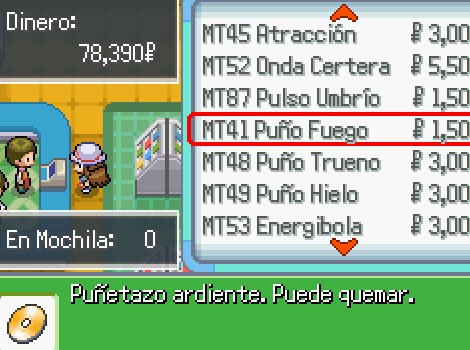 Dinero:
78,390₽
MT45 Atracción ₽ 3,00
MT52 Onda Certera ₽ 5,50
MT87 Pulso Umbrío ₽ 1,50
MT41 Puño Fuego ₽ 1,50
MT48 Puño Trueno ₽ 3,00
MT49 Puño Hielo ₽ 3,00
MT53 Energibola ₽ 3,00
En Mochila: 0
Puñetazo ardiente. Puede quemar.